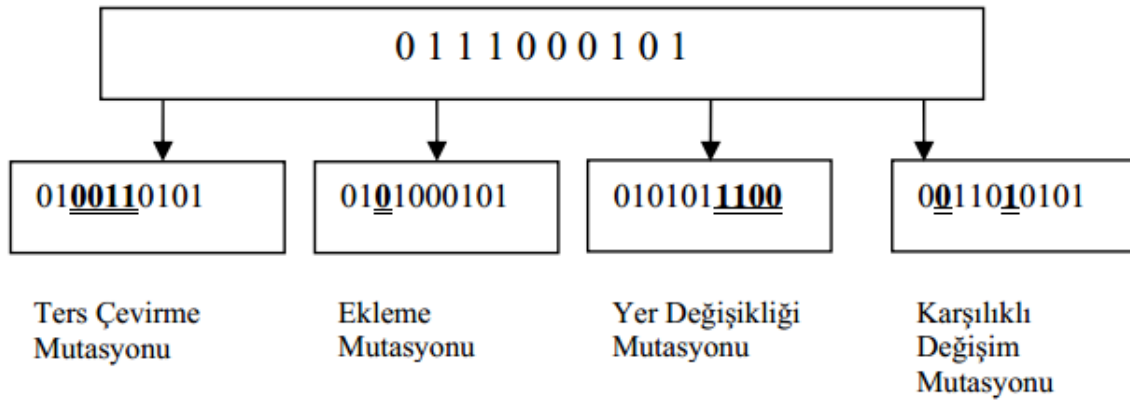 0 1 1 1 0 0 0 1 0 1
0100110101
0101000101
0101011100
0011010101
Ters Çevirme
Mutasyonu
Ekleme
Mutasyonu
Yer Değişikliği
Mutasyonu
Karşılıklı
Değişim
Mutasyonu